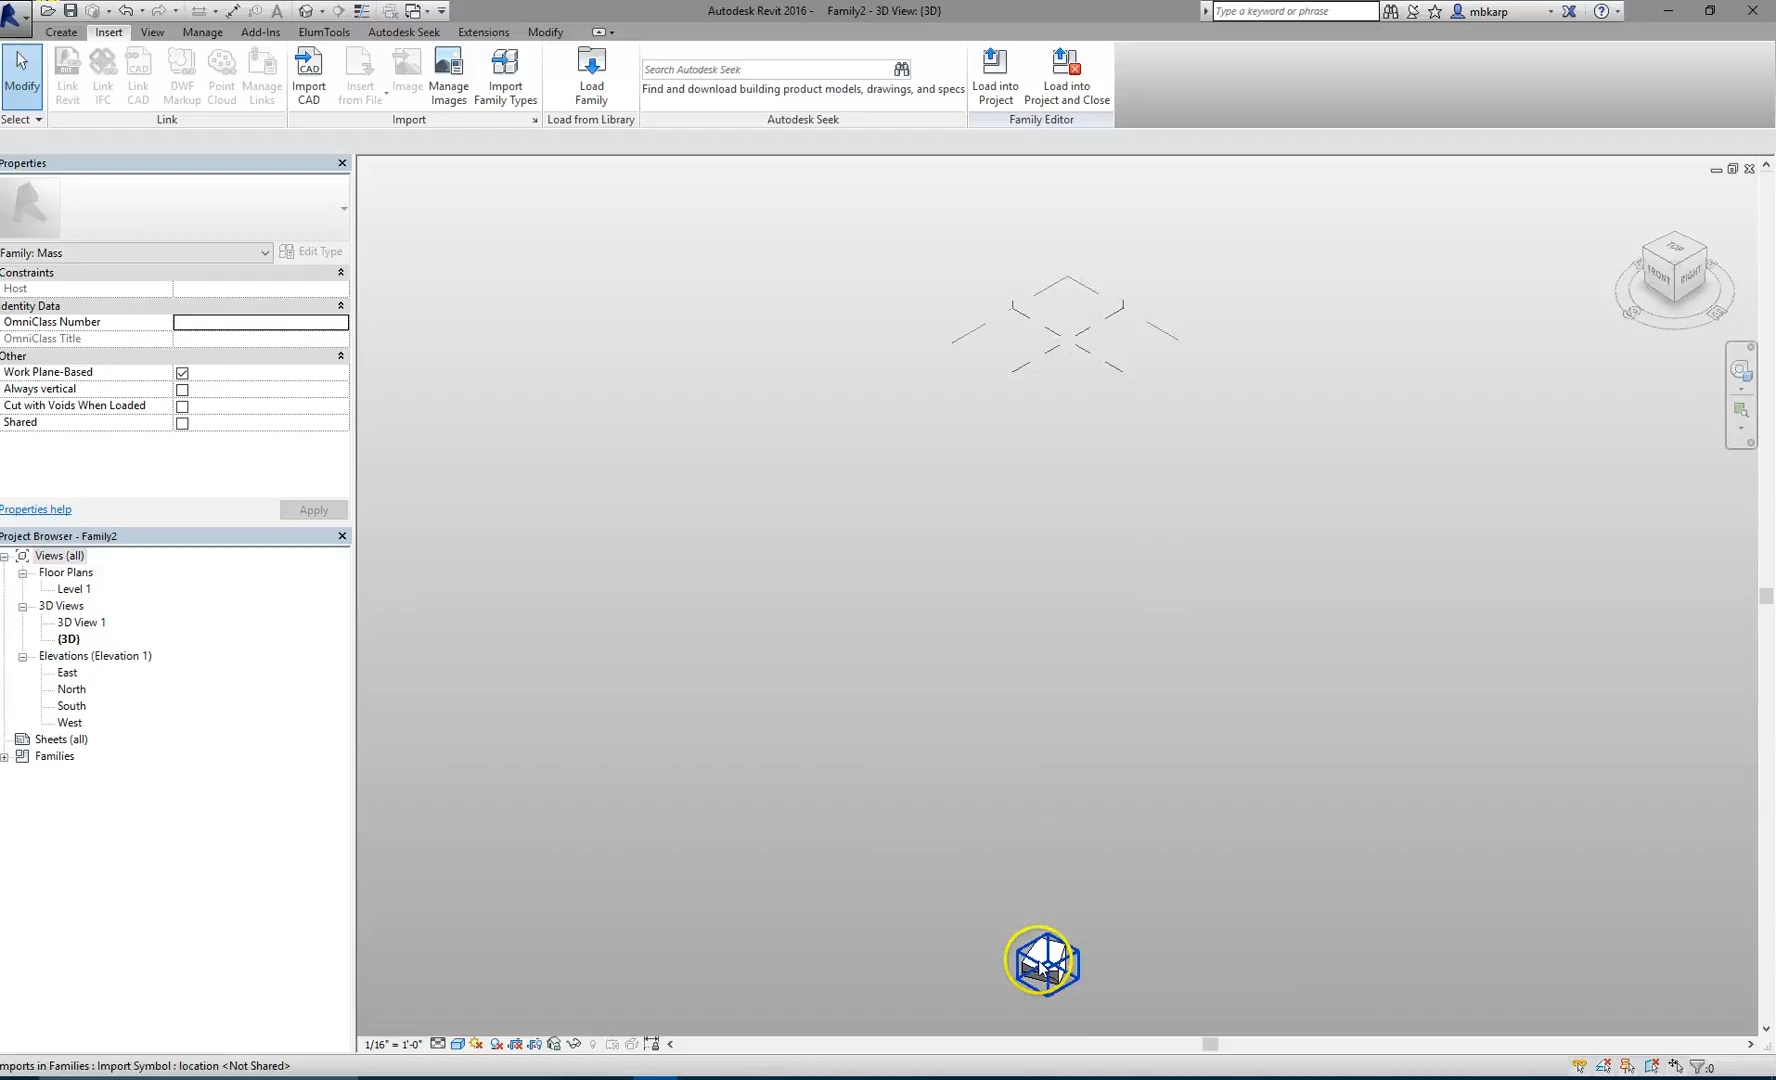 Autodesk Revit 2016 -    Family2 - 3D View: {3D}
Type a keyword or phrase
mbkarp
Create Insert View Manage Add-Ins ElumTools Autodesk Seek Extensions Modify
Modify
Link Revit
Link IFC
Link CAD
DWF Markup
Point Cloud
Manage Links
Import CAD
Insert from File
Image
Manage Images
Import Family Types
Load Family
Search Autodesk Seek
Find and download building product models, drawings, and specs
Load into Project
Load into Project and Close
Select Link Import Load from Library Autodesk Seek Family Editor
Properties
Family: Mass
Edit Type
Constraints
Host
Identity Data
OmniClass Number
OmniClass Title
Other
Work Plane-Based
Always vertical
Cut with Voids When Loaded
Shared
Properties help
Apply
Project Browser - Family2
Views (all)
Floor Plans
Level 1
3D Views
3D View 1
{3D}
Elevations (Elevation 1)
East
North
South
West
Sheets (all)
Families
TOP
FRONT
RIGHT
S
E
1/16" = 1'-0"
mports in Families : Import Symbol : location <Not Shared>
:0